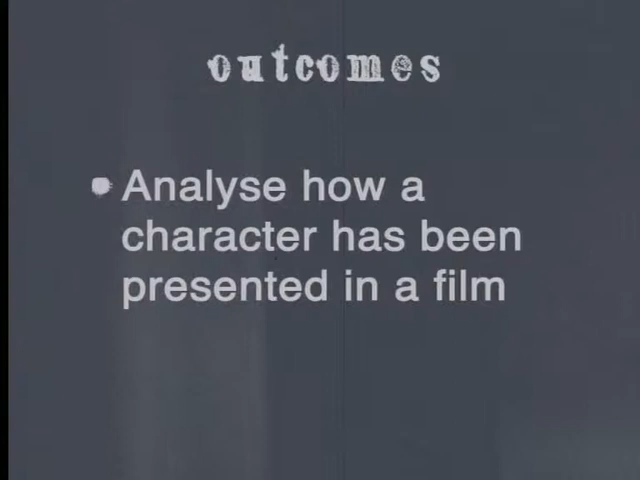 outcomes
Analyse how a
character has been
presented in a film